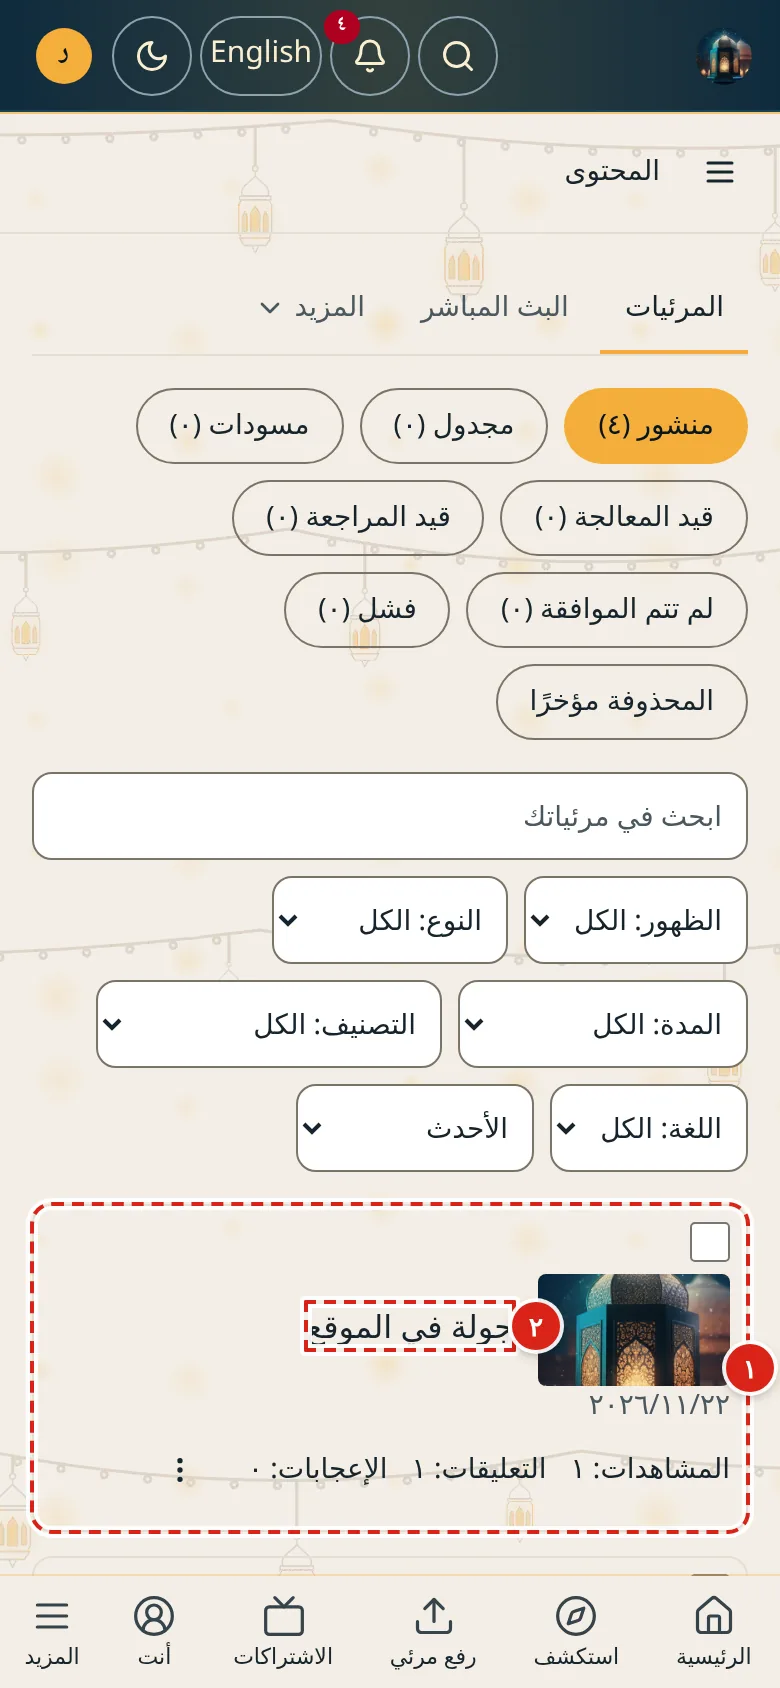 ر
English
٤
المحتوى
المرئيات
البث المباشر
المزيد
منشور (٤)
مجدول (٠)
مسودات (٠)
قيد المعالجة (٠)
قيد المراجعة (٠)
لم تتم الموافقة (٠)
فشل (٠)
المحذوفة مؤخرًا
ابحث في مرئياتك
الظهور: الكل
النوع: الكل
المدة: الكل
التصنيف: الكل
اللغة: الكل
الأحدث
١
٢
جولة في الموقع
٢٠٢٦/١١/٢٢
المشاهدات: ١
التعليقات: ١
الإعجابات: ٠
الرئيسية
استكشف
رفع مرئي
الاشتراكات
أنت
المزيد